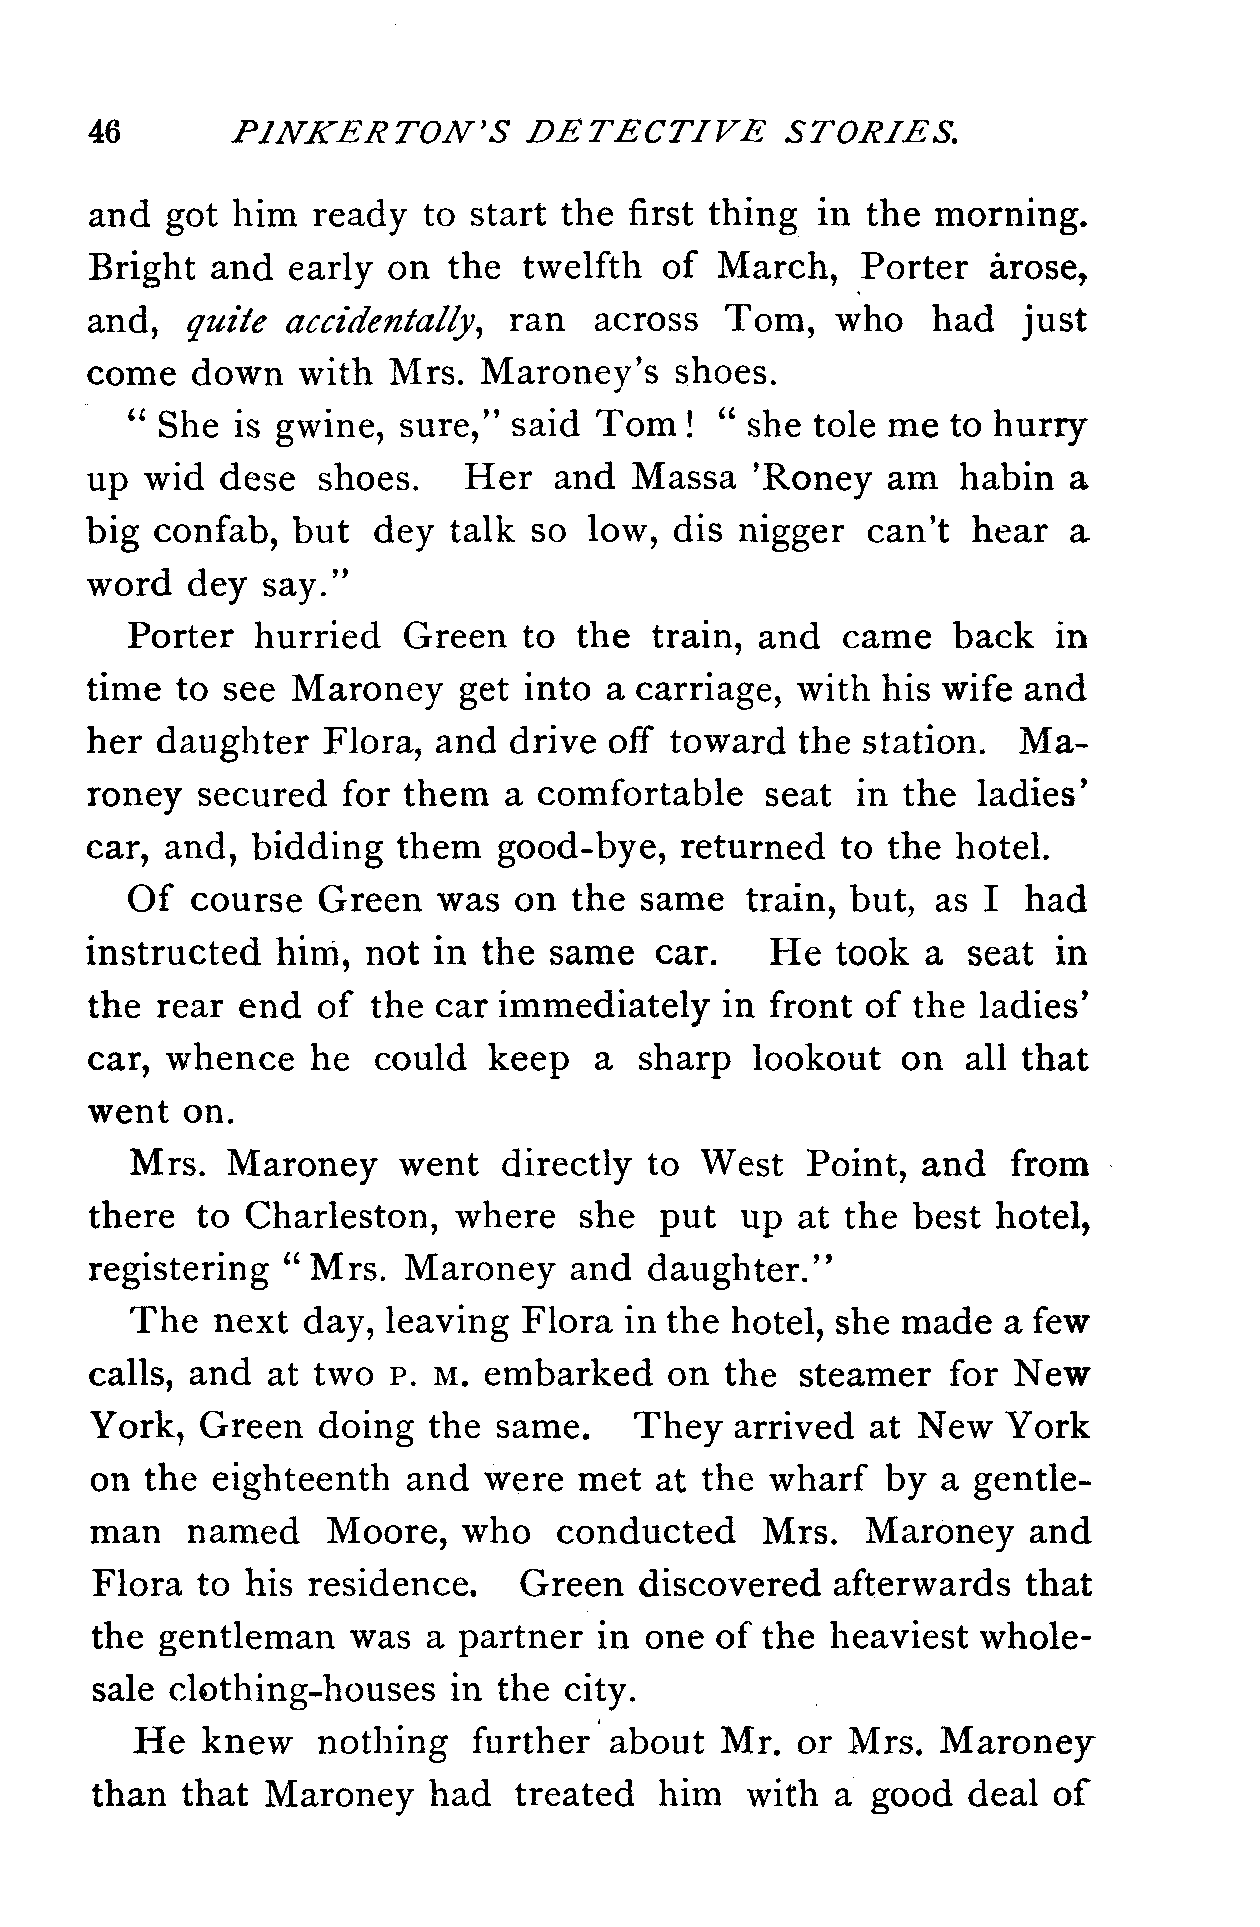 46 PINKERTON'S DETECTIVE STORIES.
and got him ready to start the first thing in the morning.
Bright and early on the twelfth of March, Porter arose,
and, quite accidentally, ran across Tom, who had just
come down with Mrs. Maroney's shoes.
“ She is gwine, sure,” said Tom ! “ she tole me to hurry
up wid dese shoes. Her and Massa 'Roney am habin a
big confab, but dey talk so low, dis nigger can't hear a
word dey say.”
Porter hurried Green to the train, and came back in
time to see Maroney get into a carriage, with his wife and
her daughter Flora, and drive off toward the station. Ma-
roney secured for them a comfortable seat in the ladies'
car, and, bidding them good-bye, returned to the hotel.
Of course Green was on the same train, but, as I had
instructed him, not in the same car. He took a seat in
the rear end of the car immediately in front of the ladies'
car, whence he could keep a sharp lookout on all that
went on.
Mrs. Maroney went directly to West Point, and from
there to Charleston, where she put up at the best hotel,
registering “ Mrs. Maroney and daughter.”
The next day, leaving Flora in the hotel, she made a few
calls, and at two P. M. embarked on the steamer for New
York, Green doing the same. They arrived at New York
on the eighteenth and were met at the wharf by a gentle-
man named Moore, who conducted Mrs. Maroney and
Flora to his residence. Green discovered afterwards that
the gentleman was a partner in one of the heaviest whole-
sale clothing-houses in the city.
He knew nothing further about Mr. or Mrs. Maroney
than that Maroney had treated him with a good deal of